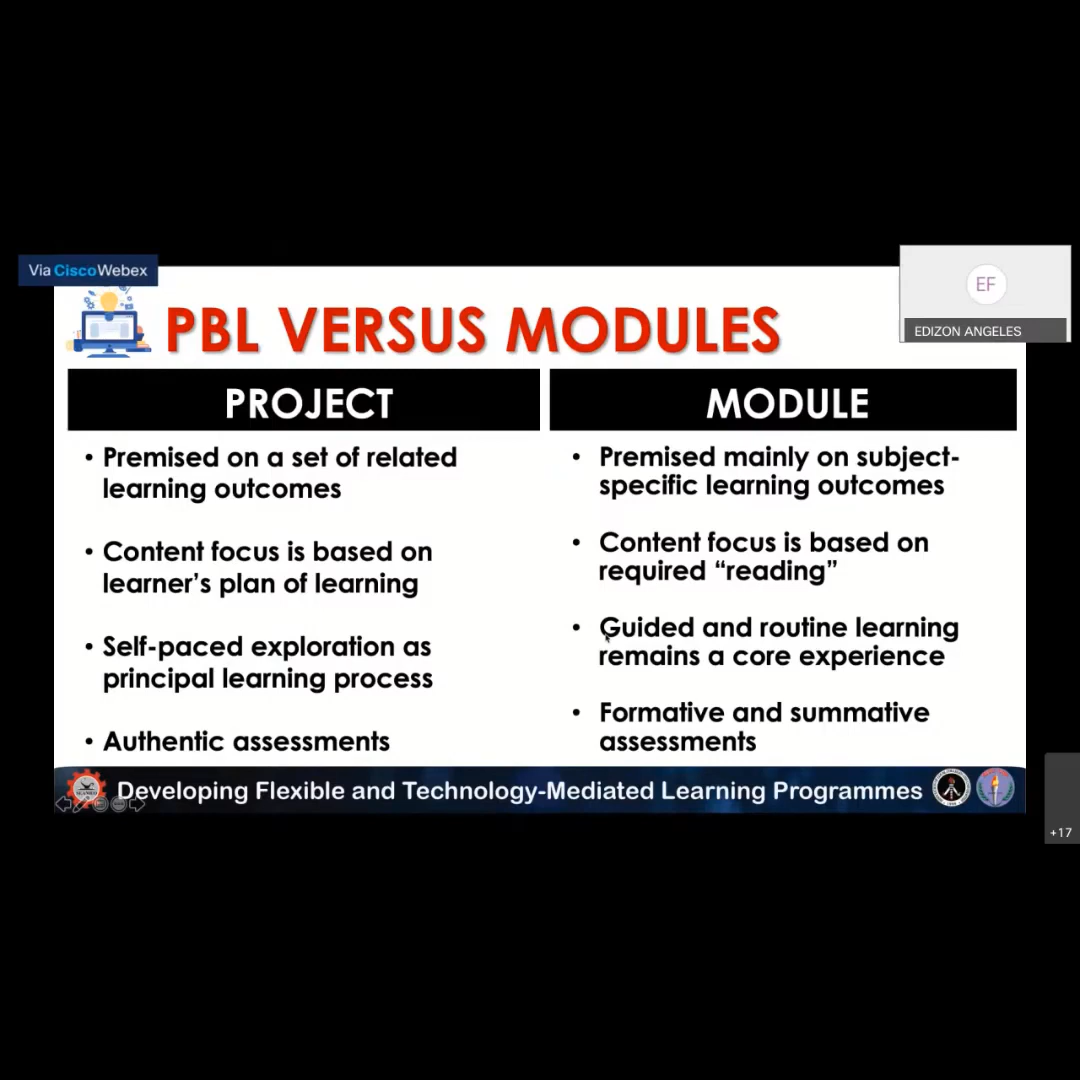 Via CiscoWebex
EF
EDIZON ANGELES
PBL VERSUS MODULES
PROJECT
• Premised on a set of related
learning outcomes
• Content focus is based on
learner’s plan of learning
• Self-paced exploration as
principal learning process
• Authentic assessments
MODULE
• Premised mainly on subject-
specific learning outcomes
• Content focus is based on
required “reading”
• Guided and routine learning
remains a core experience
• Formative and summative
assessments
Developing Flexible and Technology-Mediated Learning Programmes
+17